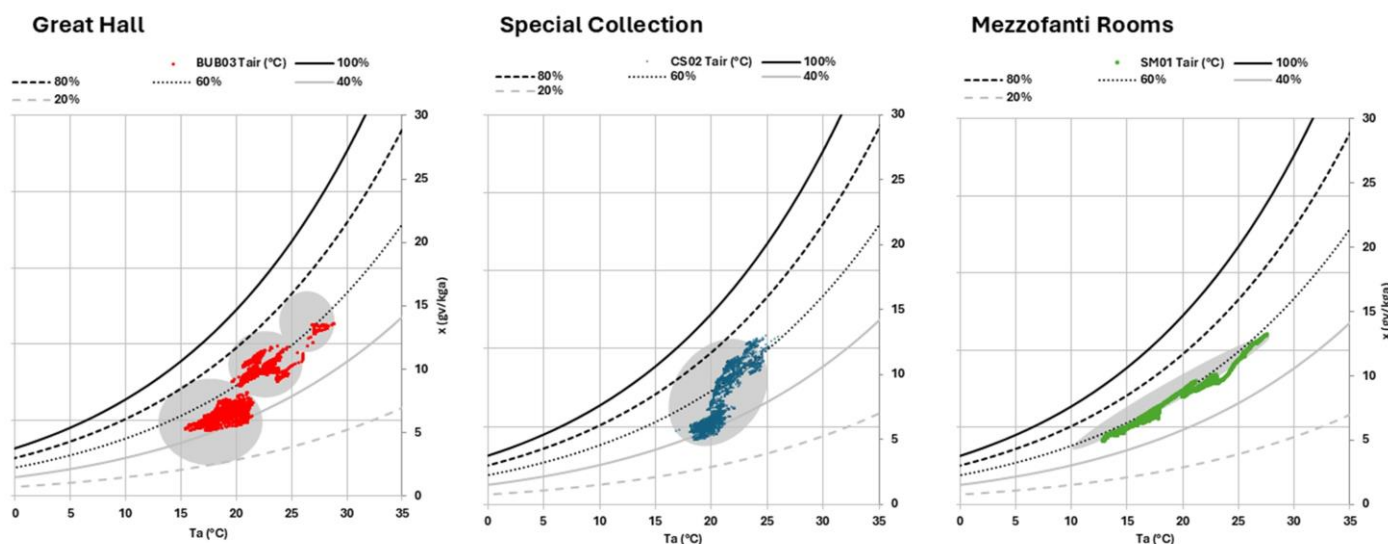 Great Hall
BUB03 Tair (°C)
100%
80%
60%
40%
20%
30
25
20
15
10
5
0
x (gv/kga)
0 5 10 15 20 25 30 35
Ta (°C)
Special Collection
CS02 Tair (°C)
100%
80%
60%
40%
20%
30
25
20
15
10
5
0
0 5 10 15 20 25 30 35
Ta (°C)
Mezzofanti Rooms
SM01 Tair (°C)
100%
80%
60%
40%
20%
30
25
20
15
10
5
0
x (gv/kga)
0 5 10 15 20 25 30 35
Ta (°C)